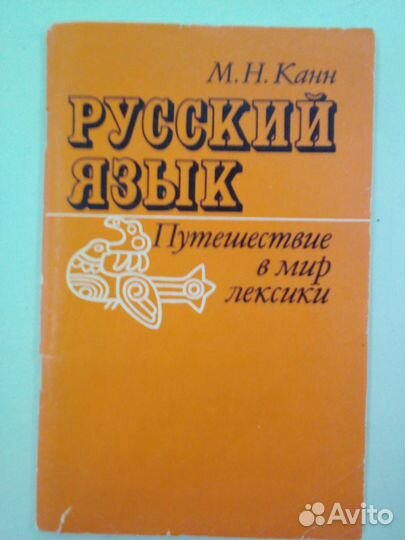 М. Н. Канн
РУССКИЙ
ЯЗЫК
Путешествие
в мир
лексики
Avito